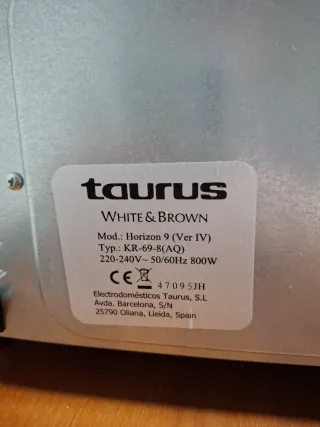 taurus
WHITE & BROWN
Mod.: Horizon 9 (Ver IV)
Typ.: KR-69-8(AQ)
220-240V~ 50/60Hz 800W
CE 47095JH
Electrodomésticos Taurus, S.L
Avda. Barcelona, S/N
25790 Oliana, Lleida, Spain